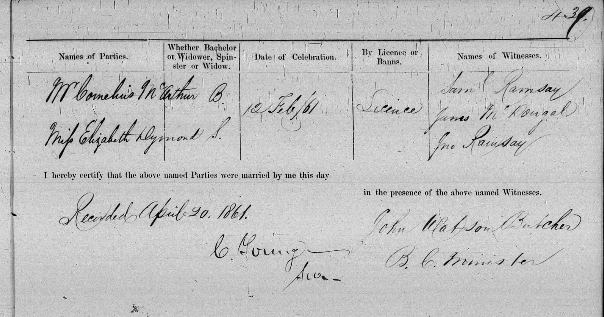 439.
Names of Parties. Whether Bachelor or Widower, Spinster or Widow. Date of Celebration. By Licence or Banns. Names of Witnesses.
Mr Cornelius McArthur B. 12 Feby/61 Licence Saml Ramsay
James McDougal
Miss Elizabeth Dymond S. Jno Ramsay
I hereby certify that the above named Parties were married by me this day
in the presence of the above named Witnesses.
Recorded April 20. 1861. John Watson Butcher
C. Young B. C. Minister